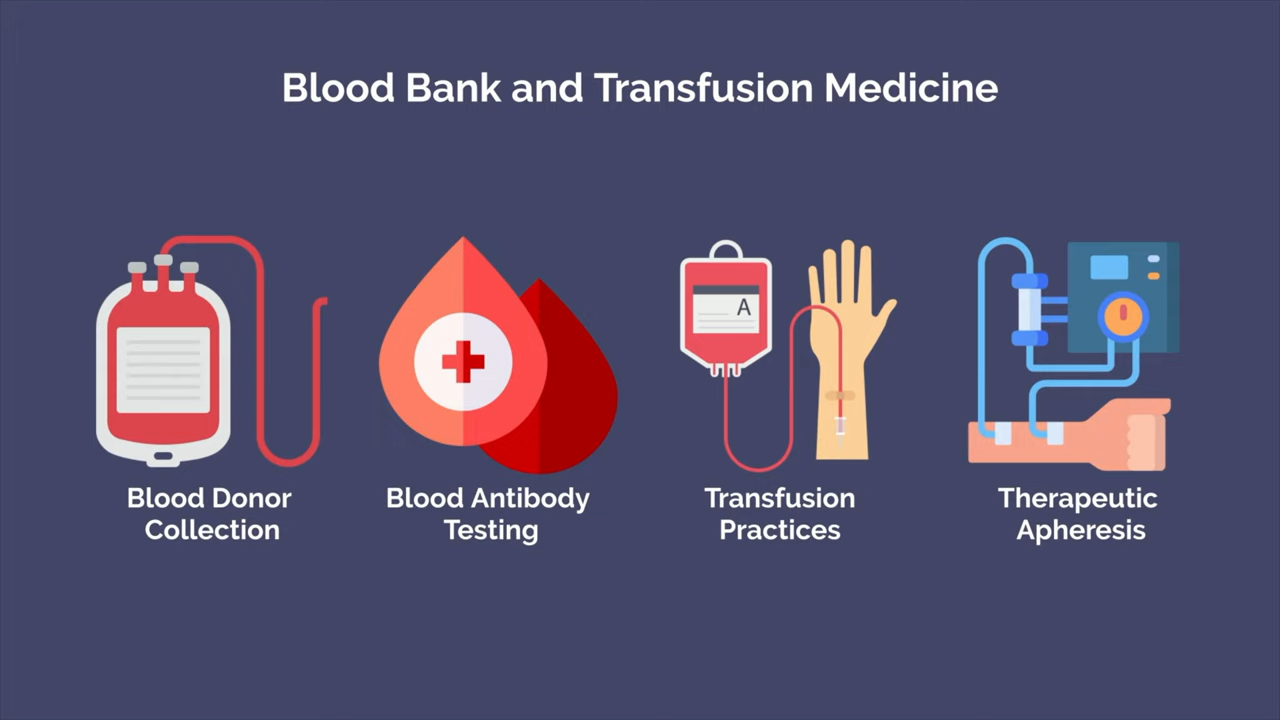 Blood Bank and Transfusion Medicine
A
Blood Donor
Collection
Blood Antibody
Testing
Transfusion
Practices
Therapeutic
Apheresis